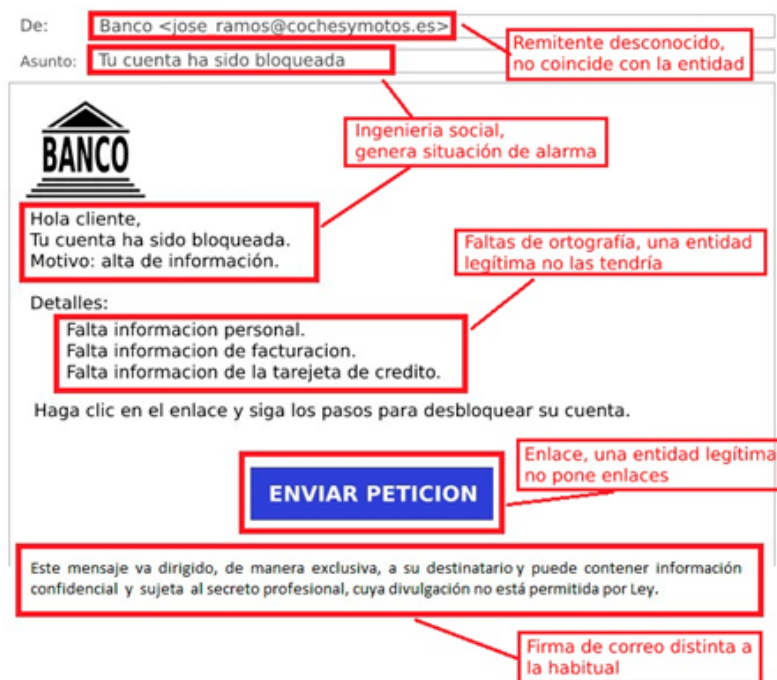 De: Banco <jose_ramos@cochesymotos.es>
Remitente desconocido,
no coincide con la entidad
Asunto: Tu cuenta ha sido bloqueada
Ingenieria social,
genera situación de alarma
BANCO
Hola cliente,
Tu cuenta ha sido bloqueada.
Motivo: alta de información.
Faltas de ortografía, una entidad
legítima no las tendría
Detalles:
Falta informacion personal.
Falta informacion de facturacion.
Falta informacion de la tarejeta de credito.
Haga clic en el enlace y siga los pasos para desbloquear su cuenta.
Enlace, una entidad legítima
no pone enlaces
ENVIAR PETICION
Este mensaje va dirigido, de manera exclusiva, a su destinatario y puede contener información
confidencial y sujeta al secreto profesional, cuya divulgación no está permitida por Ley.
Firma de correo distinta a
la habitual